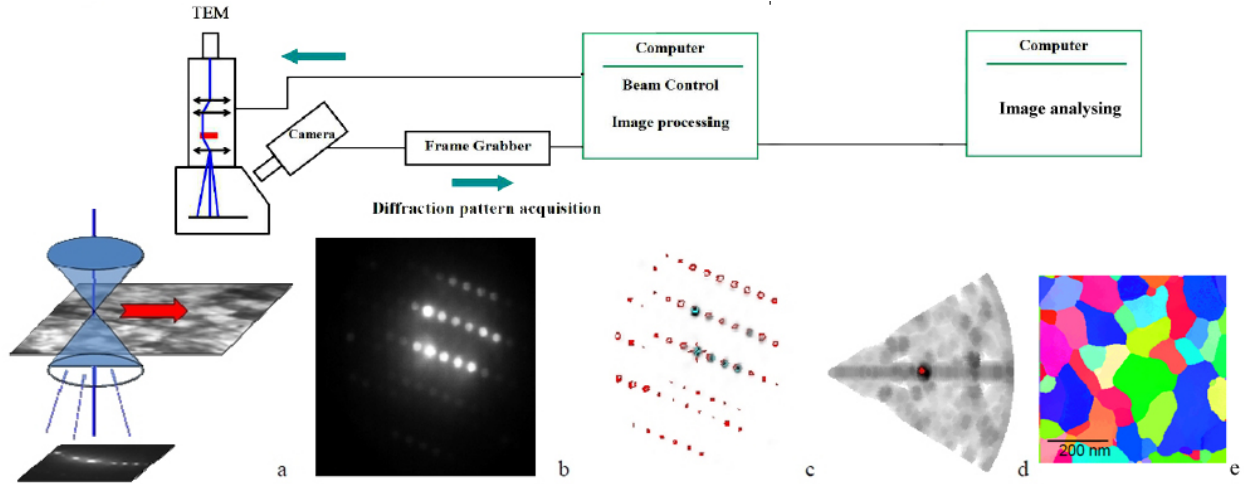 TEM
Computer
Beam Control
Image processing
Computer
Image analysing
Camera
Frame Grabber
Diffraction pattern acquisition
a
b
c
d
e
200 nm